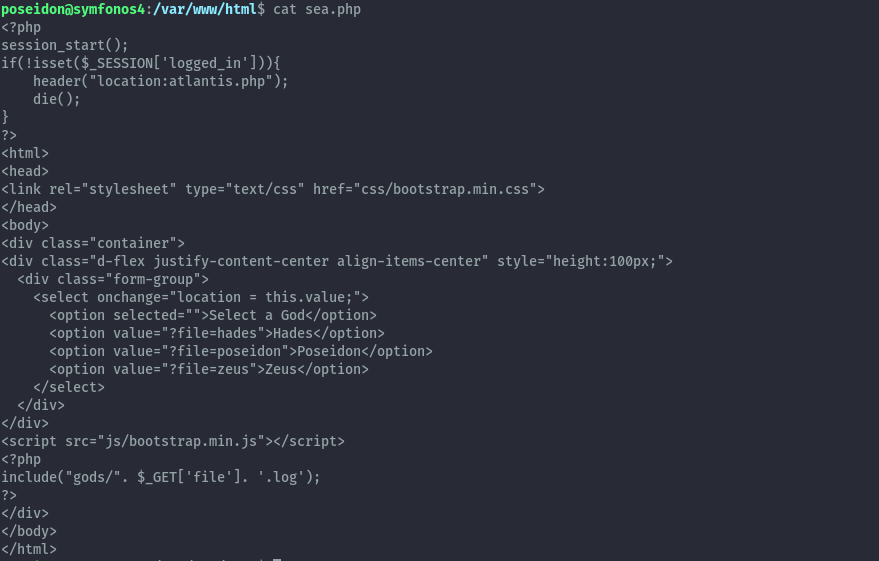 poseidon@symfonos4:/var/www/html$ cat sea.php
<?php
session_start();
if(!isset($_SESSION['logged_in'])){
    header("location:atlantis.php");
    die();
}
?>
<html>
<head>
<link rel="stylesheet" type="text/css" href="css/bootstrap.min.css">
</head>
<body>
<div class="container">
<div class="d-flex justify-content-center align-items-center" style="height:100px;">
  <div class="form-group">
    <select onchange="location = this.value;">
      <option selected="">Select a God</option>
      <option value="?file=hades">Hades</option>
      <option value="?file=poseidon">Poseidon</option>
      <option value="?file=zeus">Zeus</option>
    </select>
  </div>
</div>
<script src="js/bootstrap.min.js"></script>
<?php
include("gods/". $_GET['file']. '.log');
?>
</div>
</body>
</html>